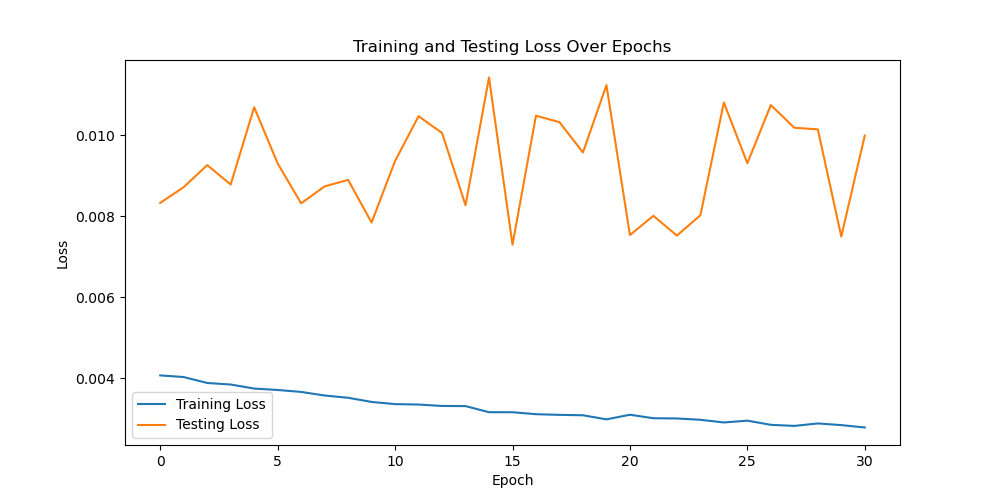 Training and Testing Loss Over Epochs
0.010
0.008
0.006
0.004
Loss
Training Loss
Testing Loss
0 5 10 15 20 25 30
Epoch